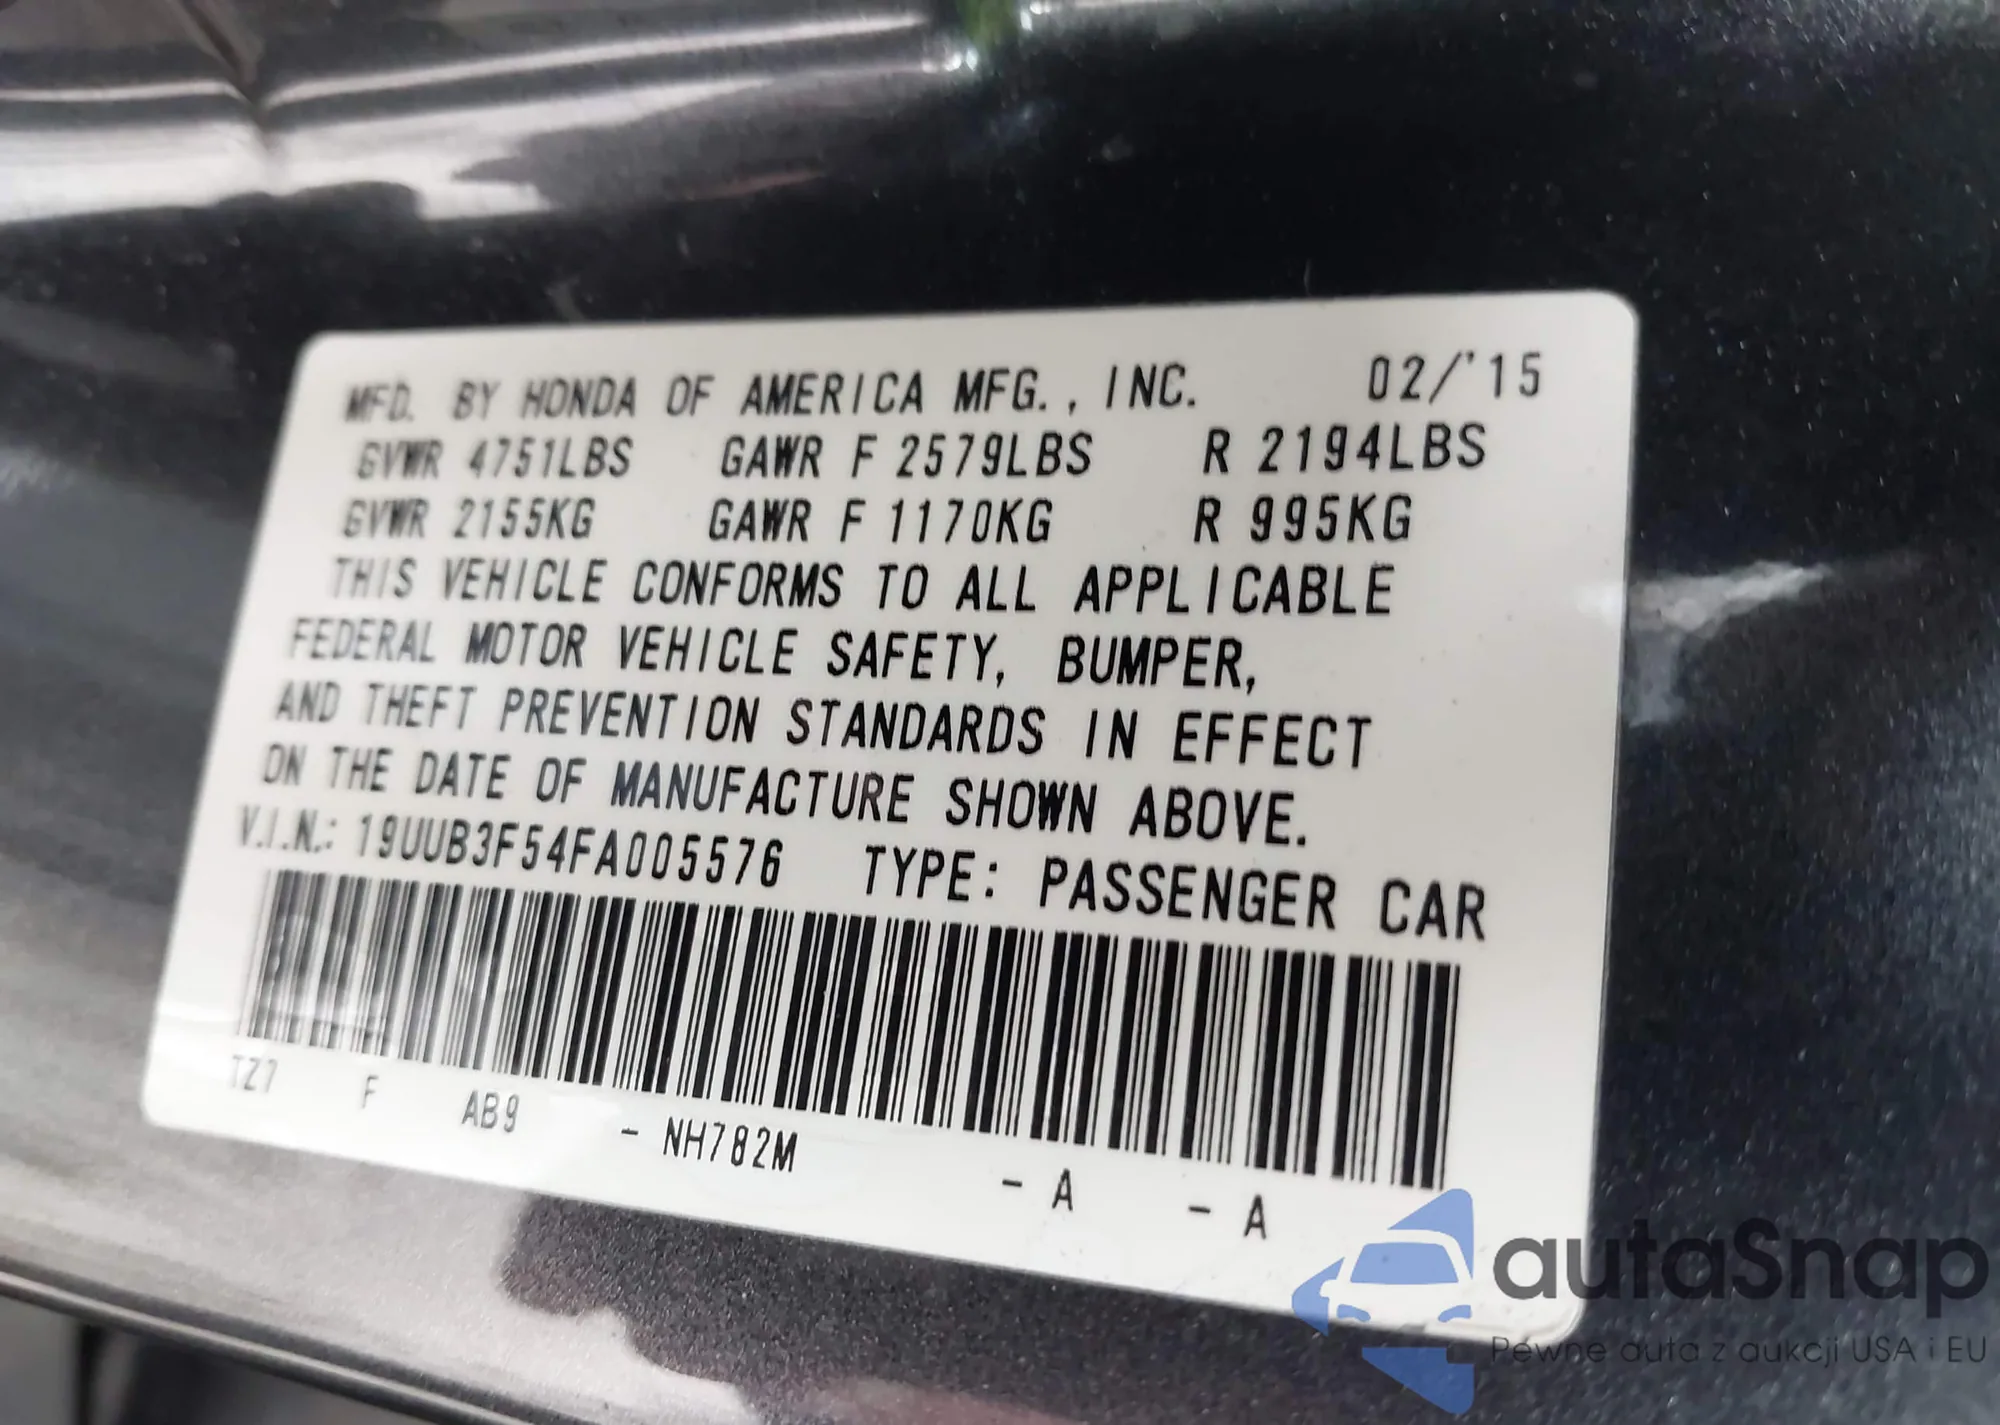 MFD. BY HONDA OF AMERICA MFG., INC. 02/'15
GVWR 4751LBS GAWR F 2579LBS R 2194LBS
GVWR 2155KG GAWR F 1170KG R 995KG
THIS VEHICLE CONFORMS TO ALL APPLICABLE
FEDERAL MOTOR VEHICLE SAFETY, BUMPER,
AND THEFT PREVENTION STANDARDS IN EFFECT
ON THE DATE OF MANUFACTURE SHOWN ABOVE.
V.I.N.: 19UUB3F54FA005576 TYPE: PASSENGER CAR
TZ7 F AB9 - NH782M - A - A
autaSnap
Pewne auta z aukcji USA i EU